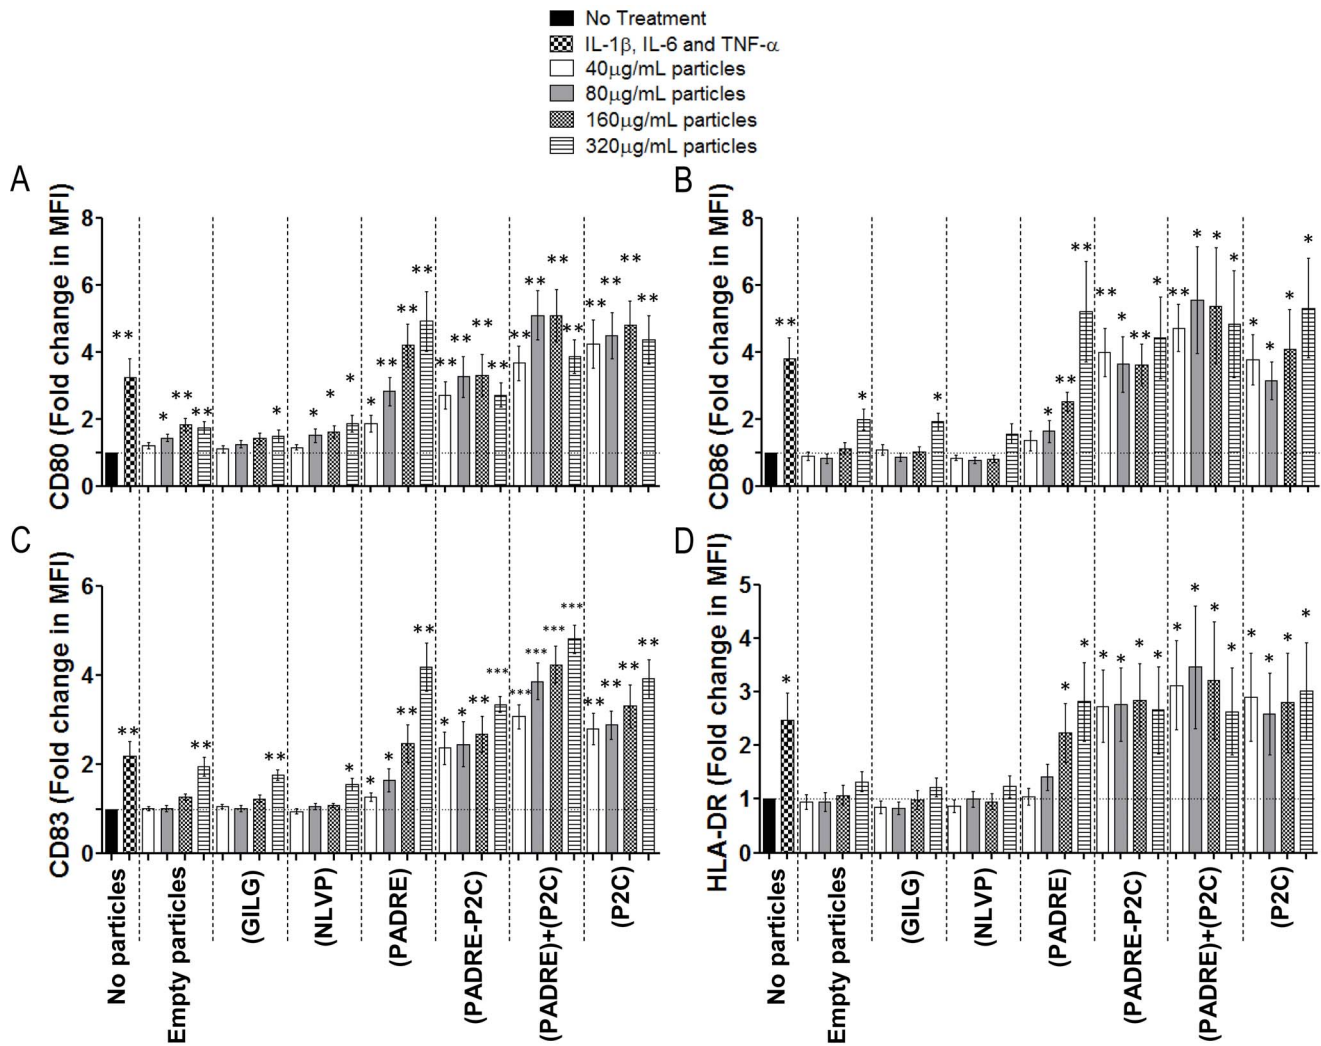 No Treatment
IL-1β, IL-6 and TNF-α
40μg/mL particles
80μg/mL particles
160μg/mL particles
320μg/mL particles
A
CD80 (Fold change in MFI)
8
6
4
2
0
** ** * ** ** * * * * * ** ** ** ** ** ** ** ** ** ** ** ** ** ** **
B
CD86 (Fold change in MFI)
8
6
4
2
0
** * * * ** ** ** * ** * ** * * * * * * *
C
CD83 (Fold change in MFI)
6
4
2
0
** ** ** * * * ** ** * * ** *** *** *** *** *** ** ** ** **
D
HLA-DR (Fold change in MFI)
5
4
3
2
1
0
* * * * * * * * * * * * * * *
No particles
Empty particles
(GILG)
(NLVP)
(PADRE)
(PADRE-P2C)
(PADRE)+(P2C)
(P2C)
No particles
Empty particles
(GILG)
(NLVP)
(PADRE)
(PADRE-P2C)
(PADRE)+(P2C)
(P2C)